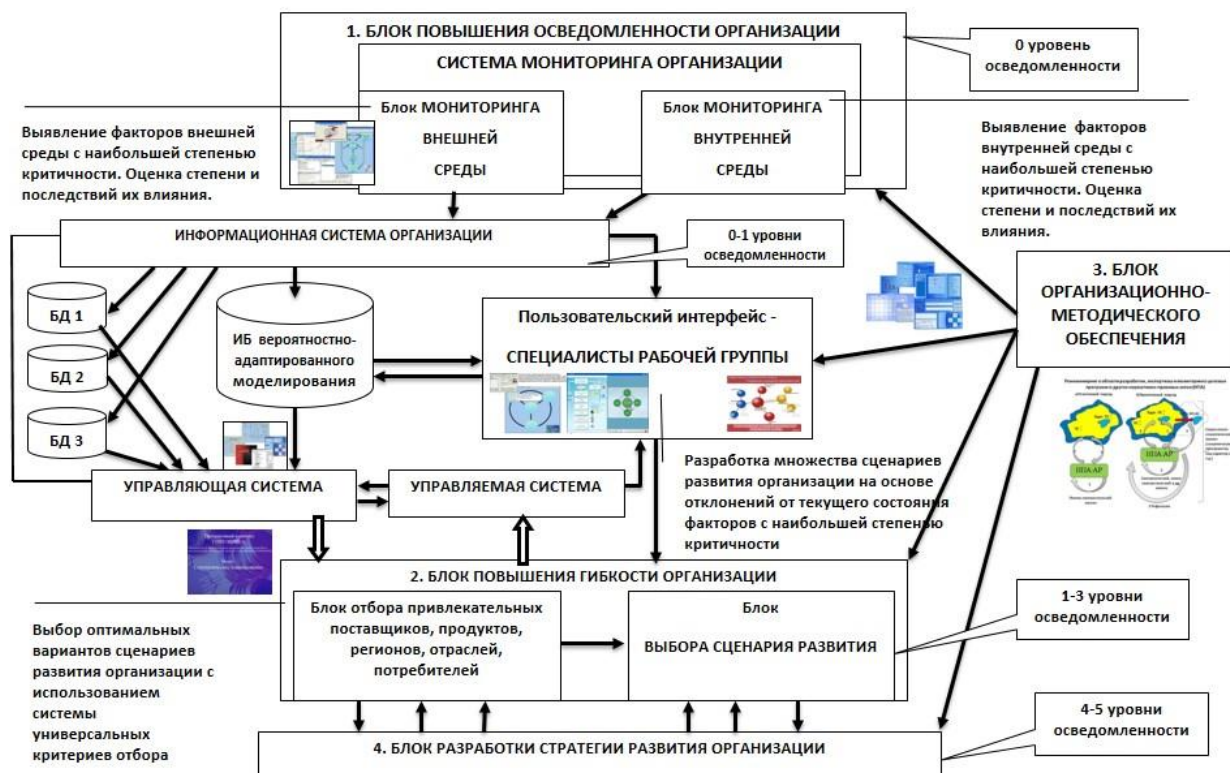 1. БЛОК ПОВЫШЕНИЯ ОСВЕДОМЛЕННОСТИ ОРГАНИЗАЦИИ
0 уровень
осведомленности
СИСТЕМА МОНИТОРИНГА ОРГАНИЗАЦИИ
Блок МОНИТОРИНГА
ВНЕШНЕЙ
СРЕДЫ
Блок МОНИТОРИНГА
ВНУТРЕННЕЙ
СРЕДЫ
Выявление факторов внешней
среды с наибольшей степенью
критичности. Оценка степени и
последствий их влияния.
Выявление факторов
внутренней среды с
наибольшей степенью
критичности. Оценка
степени и последствий их
влияния.
ИНФОРМАЦИОННАЯ СИСТЕМА ОРГАНИЗАЦИИ
0-1 уровни
осведомленности
БД 1
БД 2
БД 3
ИБ вероятностно-
адаптированного
моделирования
Пользовательский интерфейс -
СПЕЦИАЛИСТЫ РАБОЧЕЙ ГРУППЫ
3. БЛОК
ОРГАНИЗАЦИОННО-
МЕТОДИЧЕСКОГО
ОБЕСПЕЧЕНИЯ
УПРАВЛЯЮЩАЯ СИСТЕМА
УПРАВЛЯЕМАЯ СИСТЕМА
Разработка множества сценариев
развития организации на основе
отклонений от текущего состояния
факторов с наибольшей степенью
критичности
2. БЛОК ПОВЫШЕНИЯ ГИБКОСТИ ОРГАНИЗАЦИИ
Блок отбора привлекательных
поставщиков, продуктов,
регионов, отраслей,
потребителей
Блок
ВЫБОРА СЦЕНАРИЯ РАЗВИТИЯ
1-3 уровни
осведомленности
Выбор оптимальных
вариантов сценариев
развития организации с
использованием
системы
универсальных
критериев отбора
4-5 уровни
осведомленности
4. БЛОК РАЗРАБОТКИ СТРАТЕГИИ РАЗВИТИЯ ОРГАНИЗАЦИИ